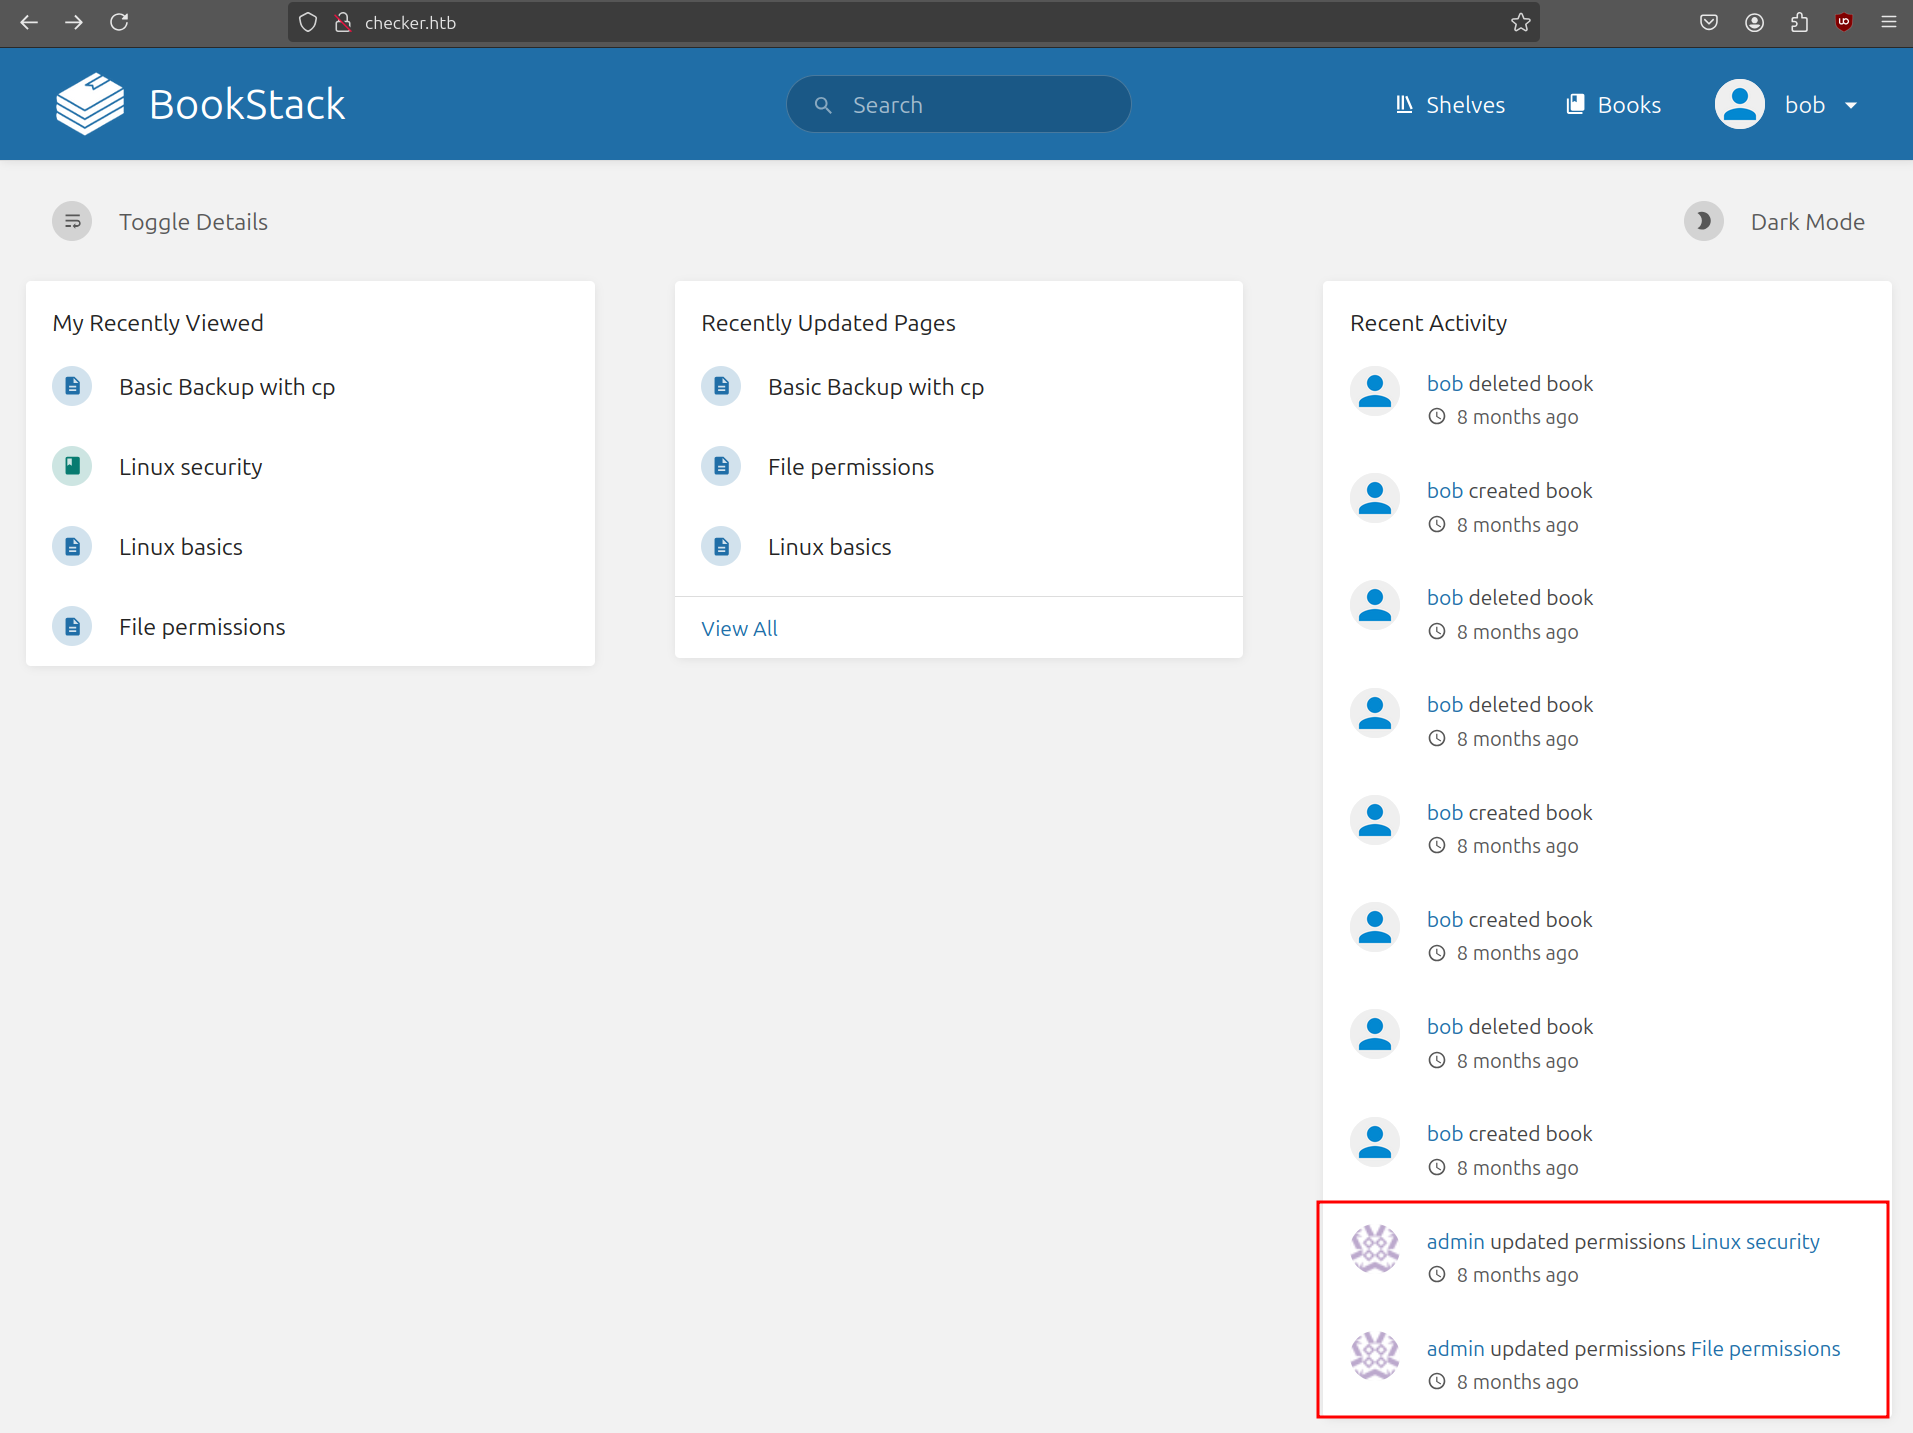 checker.htb
BookStack
Search
Shelves
Books
bob
Toggle Details
Dark Mode
My Recently Viewed
Basic Backup with cp
Linux security
Linux basics
File permissions
Recently Updated Pages
Basic Backup with cp
File permissions
Linux basics
View All
Recent Activity
bob deleted book
8 months ago
bob created book
8 months ago
bob deleted book
8 months ago
bob deleted book
8 months ago
bob created book
8 months ago
bob created book
8 months ago
bob deleted book
8 months ago
bob created book
8 months ago
admin updated permissions Linux security
8 months ago
admin updated permissions File permissions
8 months ago